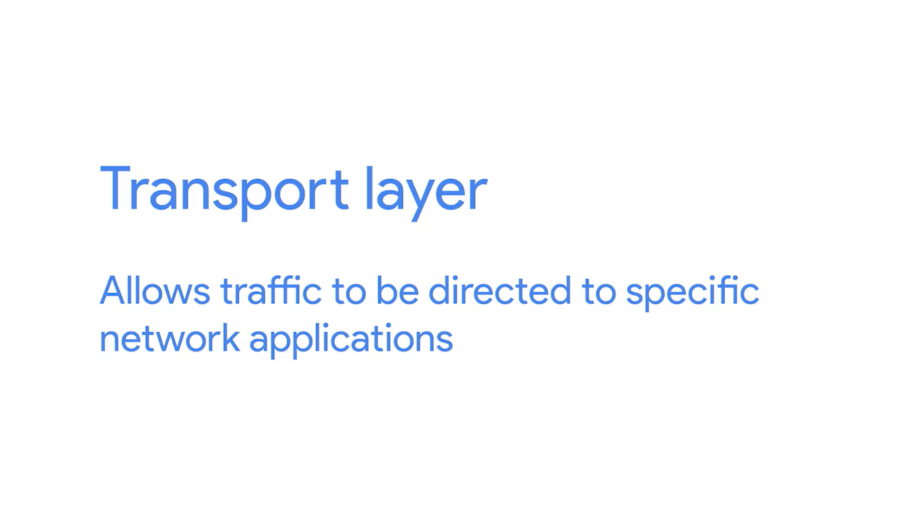 Transport layer
Allows traffic to be directed to specific
network applications